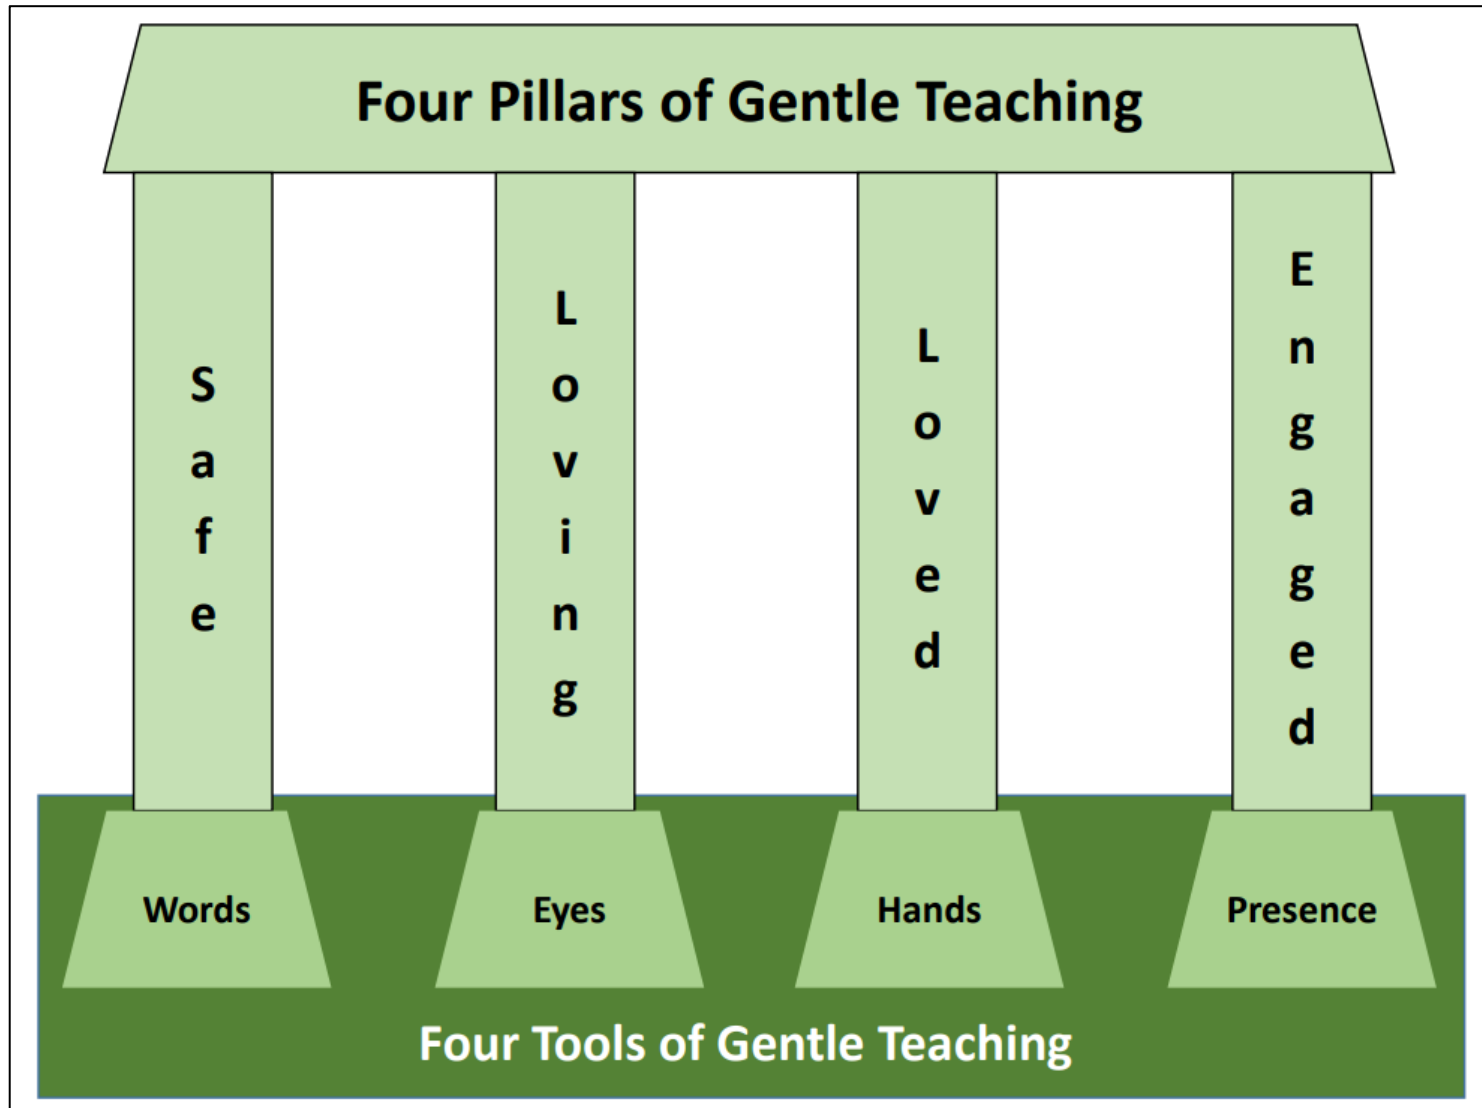 Four Pillars of Gentle Teaching
Safe
Loving
Loved
Engaged
Words
Eyes
Hands
Presence
Four Tools of Gentle Teaching